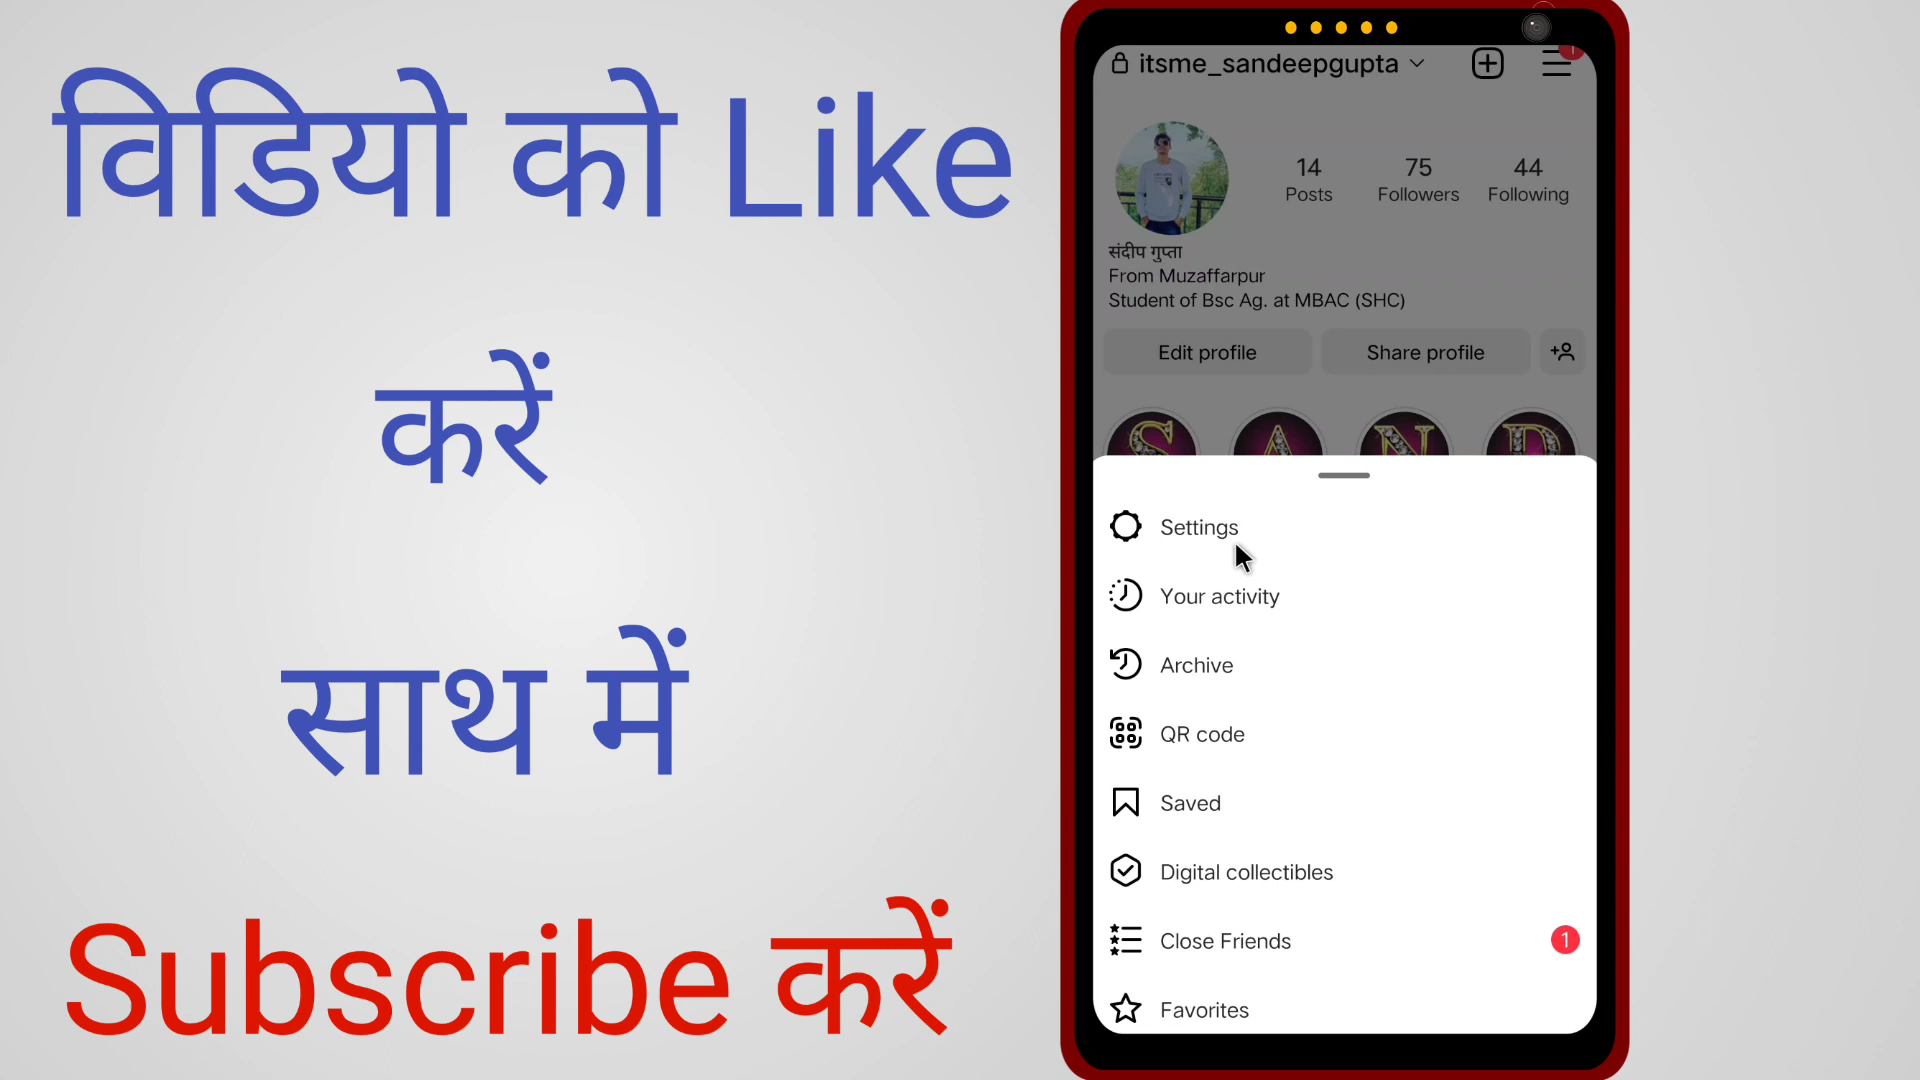 विडियो को Like
करें
साथ में
Subscribe करें
itsme_sandeepgupta
1
14
Posts
75
Followers
44
Following
संदीप गुप्ता
From Muzaffarpur
Student of Bsc Ag. at MBAC (SHC)
Edit profile
Share profile
S A N D
Settings
Your activity
Archive
QR code
Saved
Digital collectibles
Close Friends 1
Favorites